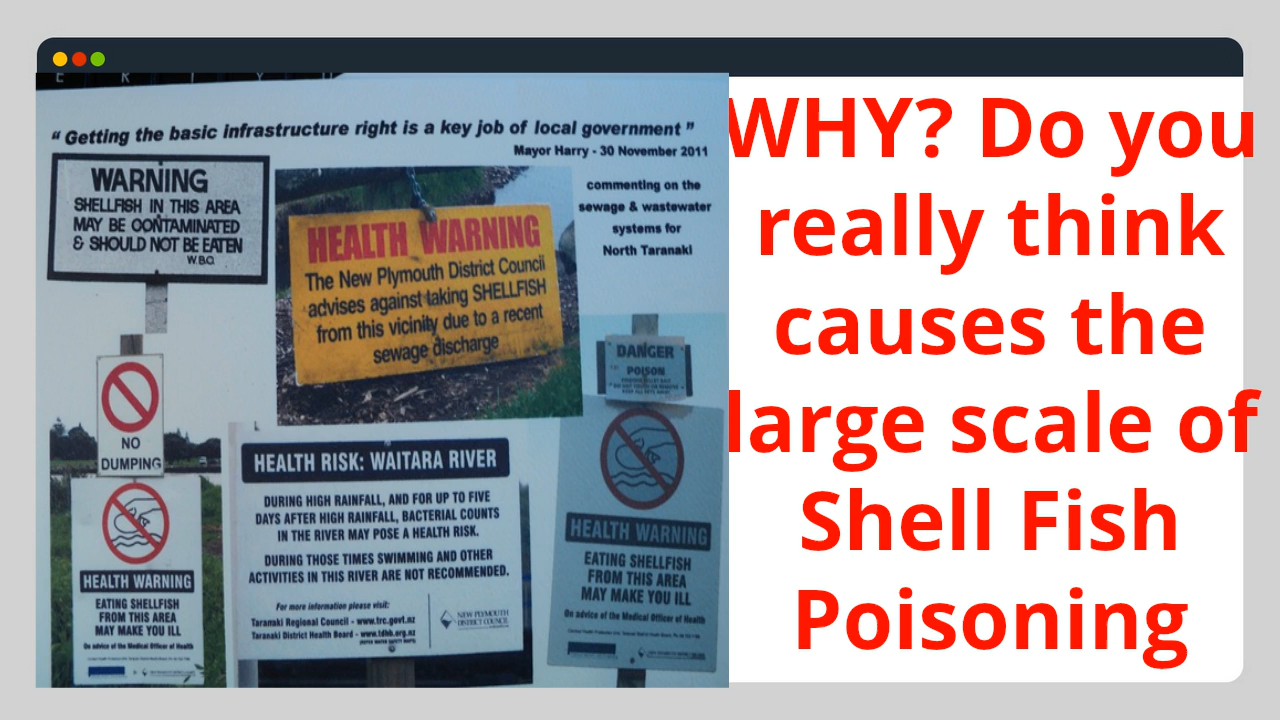 E R T Y U
“ Getting the basic infrastructure right is a key job of local government ”
Mayor Harry - 30 November 2011
commenting on the
sewage & wastewater
systems for
North Taranaki
WARNING
SHELLFISH IN THIS AREA
MAY BE CONTAMINATED
& SHOULD NOT BE EATEN
W.B.C.
HEALTH WARNING
The New Plymouth District Council
advises against taking SHELLFISH
from this vicinity due to a recent
sewage discharge
DANGER
POISON
NO
DUMPING
HEALTH WARNING
EATING SHELLFISH
FROM THIS AREA
MAY MAKE YOU ILL
On advice of the Medical Officer of Health
HEALTH RISK: WAITARA RIVER
DURING HIGH RAINFALL, AND FOR UP TO FIVE
DAYS AFTER HIGH RAINFALL, BACTERIAL COUNTS
IN THE RIVER MAY POSE A HEALTH RISK.
DURING THOSE TIMES SWIMMING AND OTHER
ACTIVITIES IN THIS RIVER ARE NOT RECOMMENDED.
For more information please visit:
Taranaki Regional Council - www.trc.govt.nz
Taranaki District Health Board - www.tdhb.org.nz
NEW PLYMOUTH
DISTRICT COUNCIL
HEALTH WARNING
EATING SHELLFISH
FROM THIS AREA
MAY MAKE YOU ILL
On advice of the Medical Officer of Health
WHY? Do you
really think
causes the
large scale of
Shell Fish
Poisoning